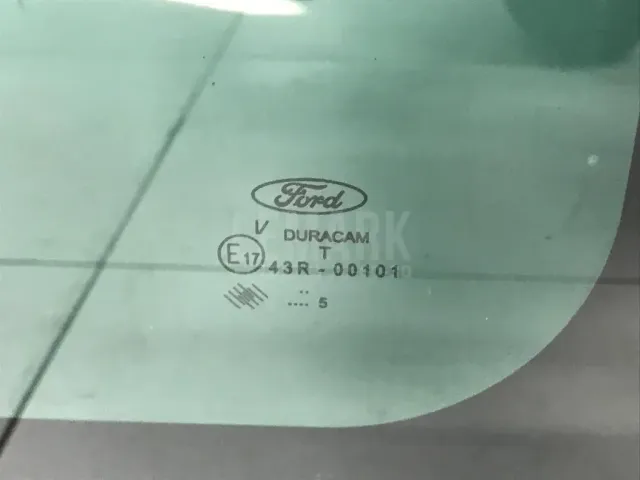 Ford
V DURACAM
T
E17 43R-00101
.. 
.... 5